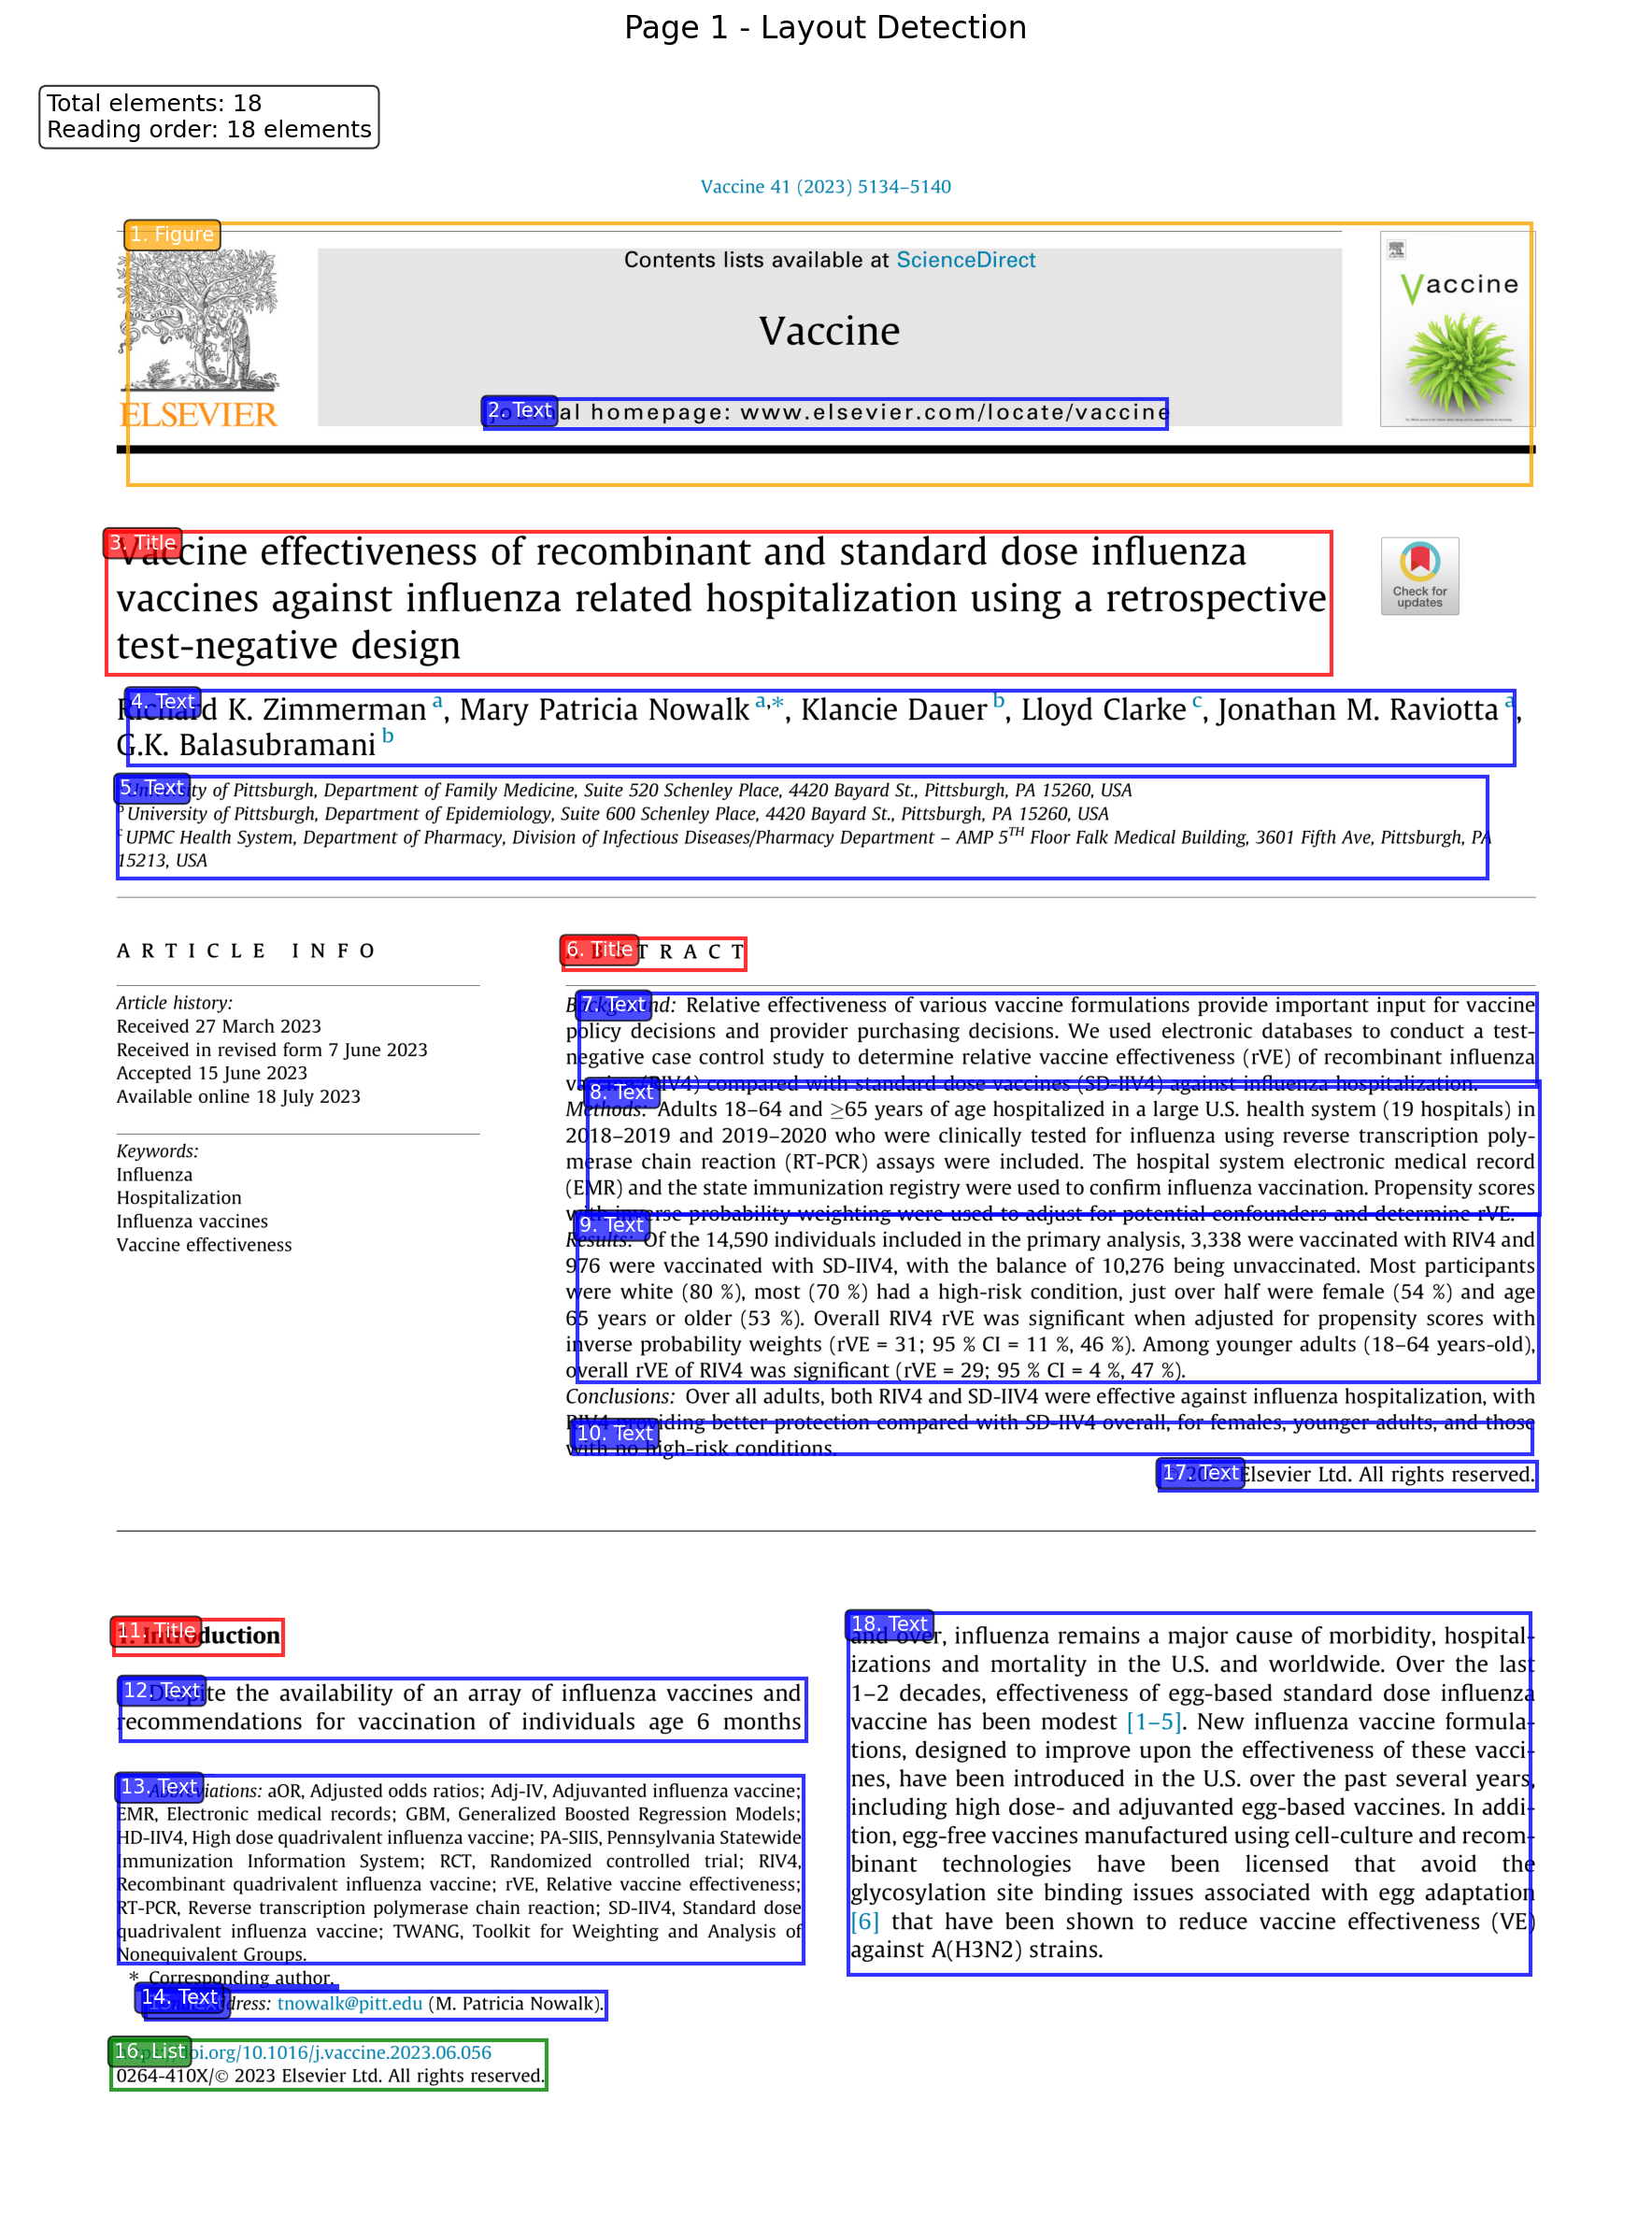 Page 1 - Layout Detection
Total elements: 18
Reading order: 18 elements
Vaccine 41 (2023) 5134–5140
1. Figure
Contents lists available at ScienceDirect
Vaccine
ELSEVIER
2. Text
al homepage: www.elsevier.com/locate/vaccine
Vaccine
3. Title
Vaccine effectiveness of recombinant and standard dose influenza
vaccines against influenza related hospitalization using a retrospective
test-negative design
Check for
updates
4. Text
Richard K. Zimmerman a, Mary Patricia Nowalk a,*, Klancie Dauer b, Lloyd Clarke c, Jonathan M. Raviotta a,
G.K. Balasubramani b
5. Text
University of Pittsburgh, Department of Family Medicine, Suite 520 Schenley Place, 4420 Bayard St., Pittsburgh, PA 15260, USA
b University of Pittsburgh, Department of Epidemiology, Suite 600 Schenley Place, 4420 Bayard St., Pittsburgh, PA 15260, USA
c UPMC Health System, Department of Pharmacy, Division of Infectious Diseases/Pharmacy Department – AMP 5TH Floor Falk Medical Building, 3601 Fifth Ave, Pittsburgh, PA
15213, USA
ARTICLE INFO
Article history:
Received 27 March 2023
Received in revised form 7 June 2023
Accepted 15 June 2023
Available online 18 July 2023
Keywords:
Influenza
Hospitalization
Influenza vaccines
Vaccine effectiveness
6. Title
ABSTRACT
7. Text
Background: Relative effectiveness of various vaccine formulations provide important input for vaccine
policy decisions and provider purchasing decisions. We used electronic databases to conduct a test-
negative case control study to determine relative vaccine effectiveness (rVE) of recombinant influenza
vaccine (RIV4) compared with standard dose vaccines (SD-IIV4) against influenza hospitalization.
8. Text
Methods: Adults 18–64 and ≥65 years of age hospitalized in a large U.S. health system (19 hospitals) in
2018–2019 and 2019–2020 who were clinically tested for influenza using reverse transcription poly-
merase chain reaction (RT-PCR) assays were included. The hospital system electronic medical record
(EMR) and the state immunization registry were used to confirm influenza vaccination. Propensity scores
with inverse probability weighting were used to adjust for potential confounders and determine rVE.
9. Text
Results: Of the 14,590 individuals included in the primary analysis, 3,338 were vaccinated with RIV4 and
976 were vaccinated with SD-IIV4, with the balance of 10,276 being unvaccinated. Most participants
were white (80 %), most (70 %) had a high-risk condition, just over half were female (54 %) and age
65 years or older (53 %). Overall RIV4 rVE was significant when adjusted for propensity scores with
inverse probability weights (rVE = 31; 95 % CI = 11 %, 46 %). Among younger adults (18–64 years-old),
overall rVE of RIV4 was significant (rVE = 29; 95 % CI = 4 %, 47 %).
Conclusions: Over all adults, both RIV4 and SD-IIV4 were effective against influenza hospitalization, with
RIV4 providing better protection compared with SD-IIV4 overall, for females, younger adults, and those
10. Text
with no high-risk conditions.
17. Text
© 2023 Elsevier Ltd. All rights reserved.
11. Title
1. Introduction
12. Text
Despite the availability of an array of influenza vaccines and
recommendations for vaccination of individuals age 6 months
13. Text
Abbreviations: aOR, Adjusted odds ratios; Adj-IV, Adjuvanted influenza vaccine;
EMR, Electronic medical records; GBM, Generalized Boosted Regression Models;
HD-IIV4, High dose quadrivalent influenza vaccine; PA-SIIS, Pennsylvania Statewide
Immunization Information System; RCT, Randomized controlled trial; RIV4,
Recombinant quadrivalent influenza vaccine; rVE, Relative vaccine effectiveness;
RT-PCR, Reverse transcription polymerase chain reaction; SD-IIV4, Standard dose
quadrivalent influenza vaccine; TWANG, Toolkit for Weighting and Analysis of
Nonequivalent Groups.
* Corresponding author.
14. Text
dress: tnowalk@pitt.edu (M. Patricia Nowalk).
16. List
doi.org/10.1016/j.vaccine.2023.06.056
0264-410X/© 2023 Elsevier Ltd. All rights reserved.
18. Text
and over, influenza remains a major cause of morbidity, hospital-
izations and mortality in the U.S. and worldwide. Over the last
1–2 decades, effectiveness of egg-based standard dose influenza
vaccine has been modest [1–5]. New influenza vaccine formula-
tions, designed to improve upon the effectiveness of these vacci-
nes, have been introduced in the U.S. over the past several years,
including high dose- and adjuvanted egg-based vaccines. In addi-
tion, egg-free vaccines manufactured using cell-culture and recom-
binant technologies have been licensed that avoid the
glycosylation site binding issues associated with egg adaptation
[6] that have been shown to reduce vaccine effectiveness (VE)
against A(H3N2) strains.